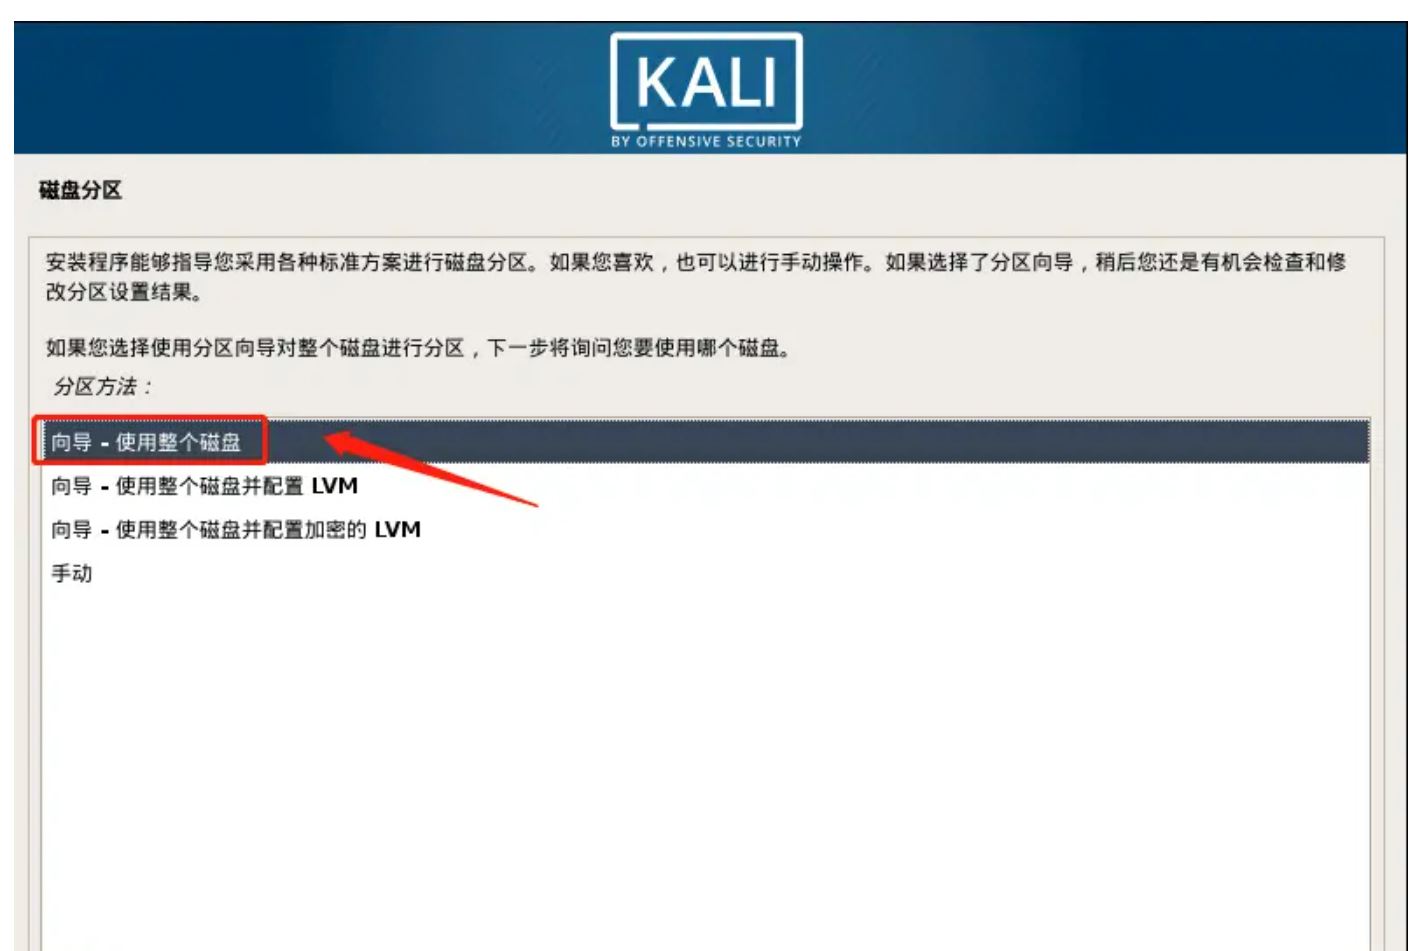 KALI
BY OFFENSIVE SECURITY
磁盘分区
安装程序能够指导您采用各种标准方案进行磁盘分区。如果您喜欢，也可以进行手动操作。如果选择了分区向导，稍后您还是有机会检查和修
改分区设置结果。
如果您选择使用分区向导对整个磁盘进行分区，下一步将询问您要使用哪个磁盘。
分区方法：
向导 - 使用整个磁盘
向导 - 使用整个磁盘并配置 LVM
向导 - 使用整个磁盘并配置加密的 LVM
手动